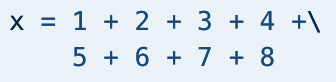 x = 1 + 2 + 3 + 4 +\
    5 + 6 + 7 + 8